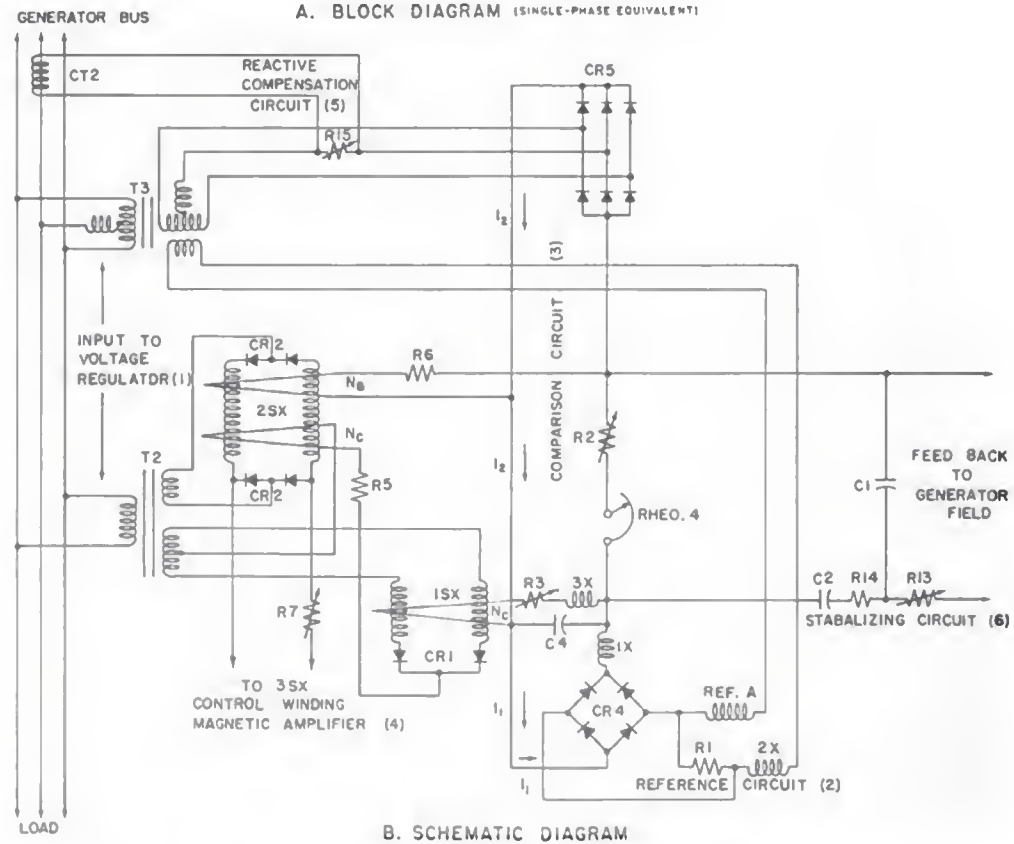 A. BLOCK DIAGRAM (SINGLE-PHASE EQUIVALENT)
GENERATOR BUS
CT2
REACTIVE
COMPENSATION
CIRCUIT (5)
CR5
R15
T3
I2
COMPARISON CIRCUIT (3)
INPUT TO
VOLTAGE
REGULATOR (1)
CR2
R6
NB
2SX
NC
I2
R2
T2
CR2
R5
C1
FEED BACK
TO
GENERATOR
FIELD
RHEO. 4
R3
3X
C2
R14
R13
1SX
NC
R7
C4
STABALIZING CIRCUIT (6)
CR1
1X
TO 3SX
CONTROL WINDING
MAGNETIC AMPLIFIER (4)
I1
CR4
REF. A
R1
2X
I1
REFERENCE CIRCUIT (2)
LOAD
B. SCHEMATIC DIAGRAM